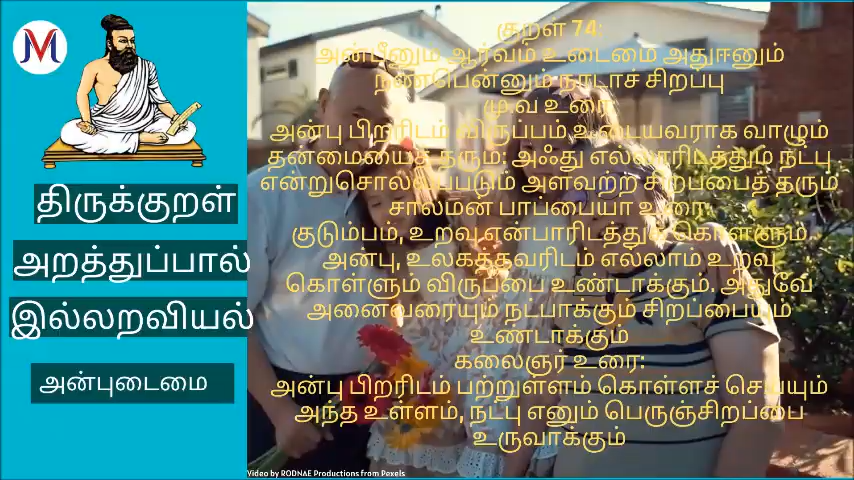 M
திருக்குறள்
அறத்துப்பால்
இல்லறவியல்
அன்புடைமை
குறள் 74:
அன்பீனும் ஆர்வம் உடைமை அதுஈனும்
நண்பென்னும் நாடாச் சிறப்பு
மு.வ உரை:
அன்பு பிறரிடம் விருப்பம் உடையவராக வாழும்
தன்மையைத் தரும்: அஃது எல்லாரிடத்தும் நட்பு
என்றுசொல்லப்படும் அளவற்ற சிறப்பைத் தரும்
சாலமன் பாப்பையா உரை:
குடும்பம், உறவு என்பாரிடத்துக் கொள்ளும்
அன்பு, உலகத்தவரிடம் எல்லாம் உறவு
கொள்ளும் விருப்பை உண்டாக்கும். அதுவே
அனைவரையும் நட்பாக்கும் சிறப்பையும்
உண்டாக்கும்
கலைஞர் உரை:
அன்பு பிறரிடம் பற்றுள்ளம் கொள்ளச் செய்யும்
அந்த உள்ளம், நட்பு எனும் பெருஞ்சிறப்பை
உருவாக்கும்
Video by RODNAE Productions from Pexels